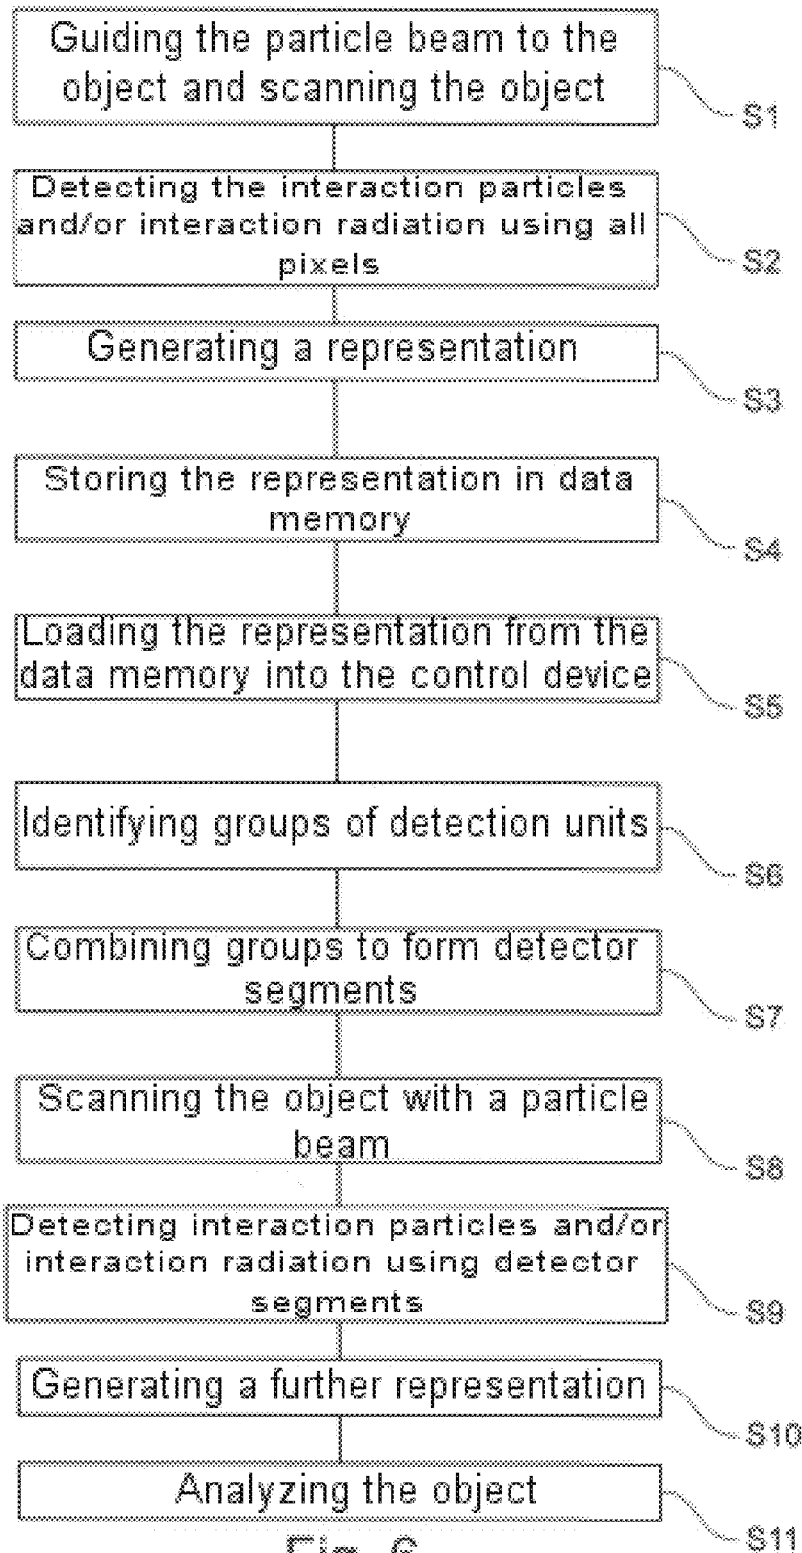 Guiding the particle beam to the
object and scanning the object
S1
Detecting the interaction particles
and/or interaction radiation using all
pixels
S2
Generating a representation
S3
Storing the representation in data
memory
S4
Loading the representation from the
data memory into the control device
S5
Identifying groups of detection units
S6
Combining groups to form detector
segments
S7
Scanning the object with a particle
beam
S8
Detecting interaction particles and/or
interaction radiation using detector
segments
S9
Generating a further representation
S10
Analyzing the object
S11
Fig. 6